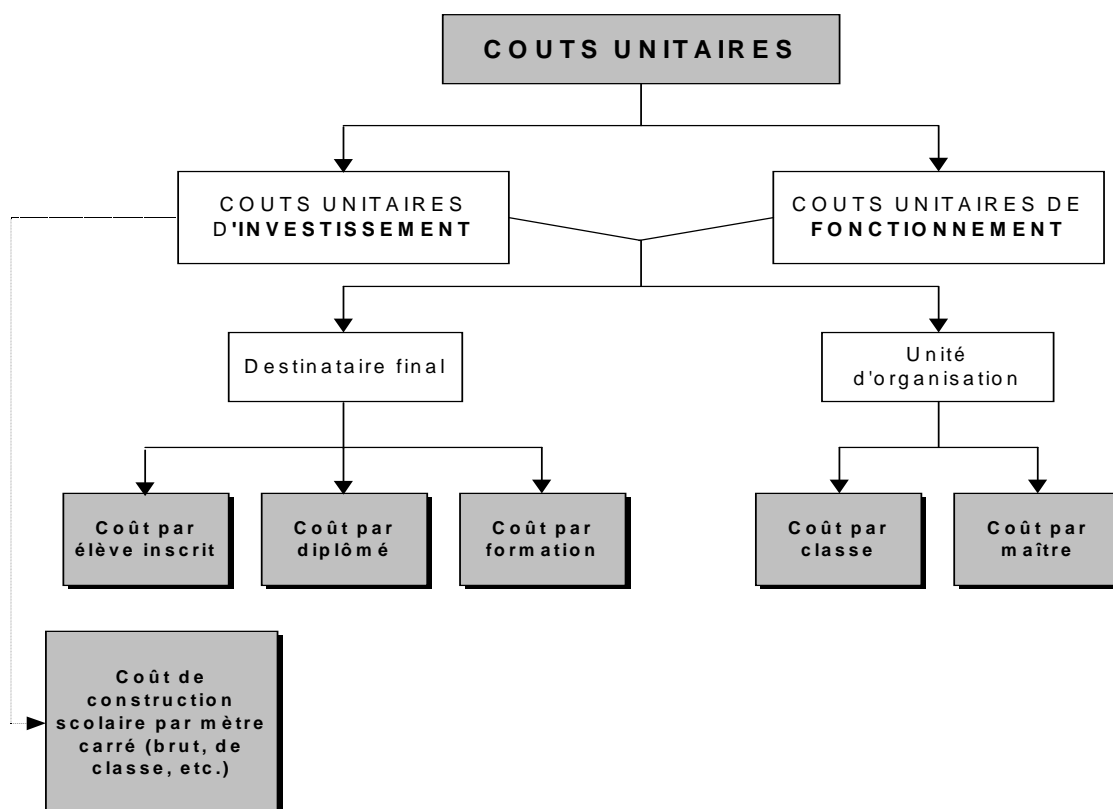 COUTS UNITAIRES
COUTS UNITAIRES
D'INVESTISSEMENT
COUTS UNITAIRES DE
FONCTIONNEMENT
Destinataire final
Unité
d'organisation
Coût par
élève inscrit
Coût par
diplômé
Coût par
formation
Coût par
classe
Coût par
maître
Coût de
construction
scolaire par mètre
carré (brut, de
classe, etc.)